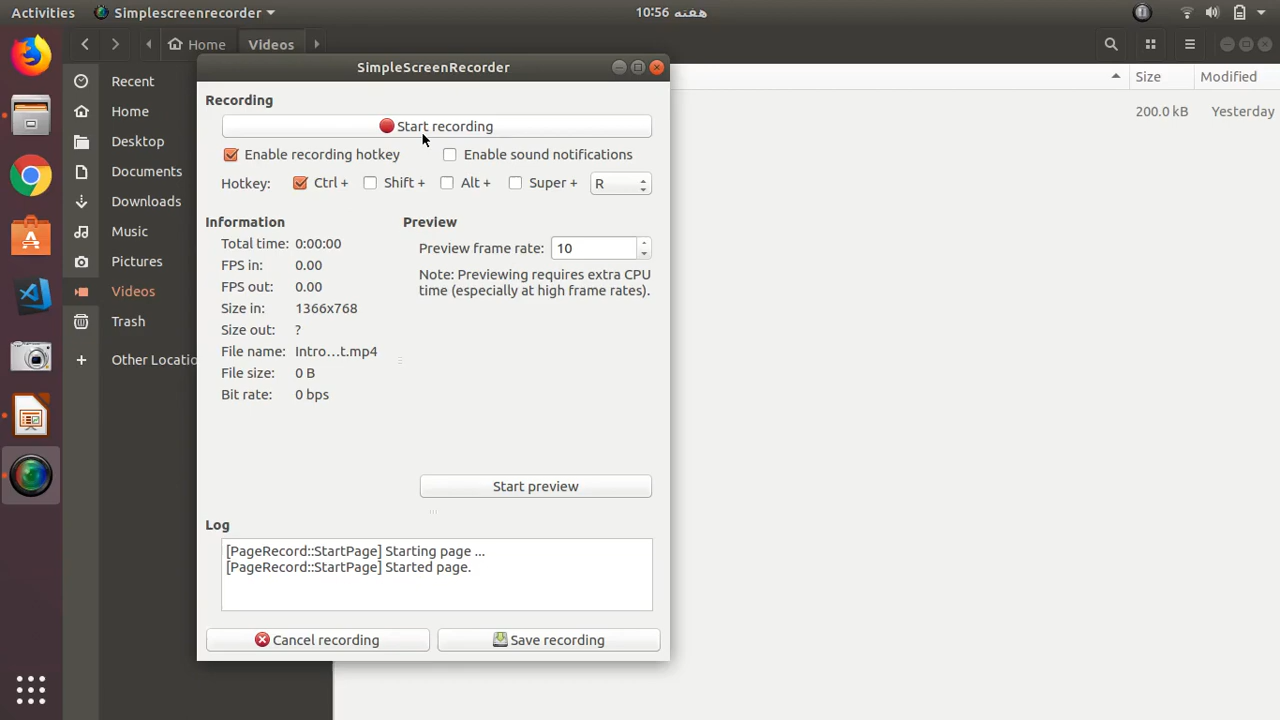 Activities
Simplescreenrecorder
هفته 10:56
Home
Videos
Size
Modified
Recent
Home
Desktop
Documents
Downloads
Music
Pictures
Videos
Trash
Other Locatio
200.0 kB
Yesterday
SimpleScreenRecorder
Recording
Start recording
Enable recording hotkey
Enable sound notifications
Hotkey: Ctrl + Shift + Alt + Super + R
Information
Total time: 0:00:00
FPS in: 0.00
FPS out: 0.00
Size in: 1366x768
Size out: ?
File name: Intro…t.mp4
File size: 0 B
Bit rate: 0 bps
Preview
Preview frame rate: 10
Note: Previewing requires extra CPU
time (especially at high frame rates).
Start preview
Log
[PageRecord::StartPage] Starting page ...
[PageRecord::StartPage] Started page.
Cancel recording
Save recording